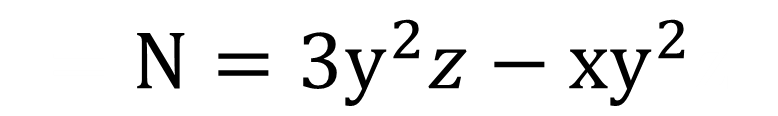 N = 3y²z − xy²